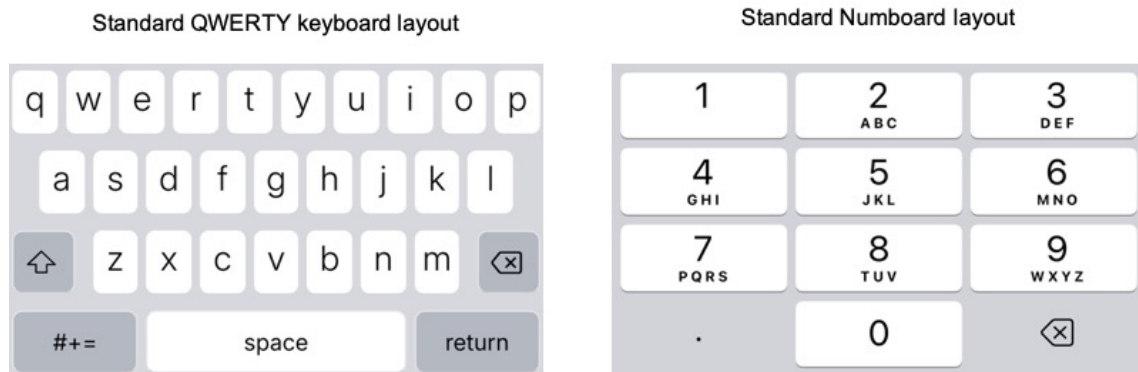 Standard QWERTY keyboard layout
q w e r t y u i o p
a s d f g h j k l
z x c v b n m
#+= space return
Standard Numboard layout
1 2 3
ABC DEF
4 5 6
GHI JKL MNO
7 8 9
PQRS TUV WXYZ
. 0